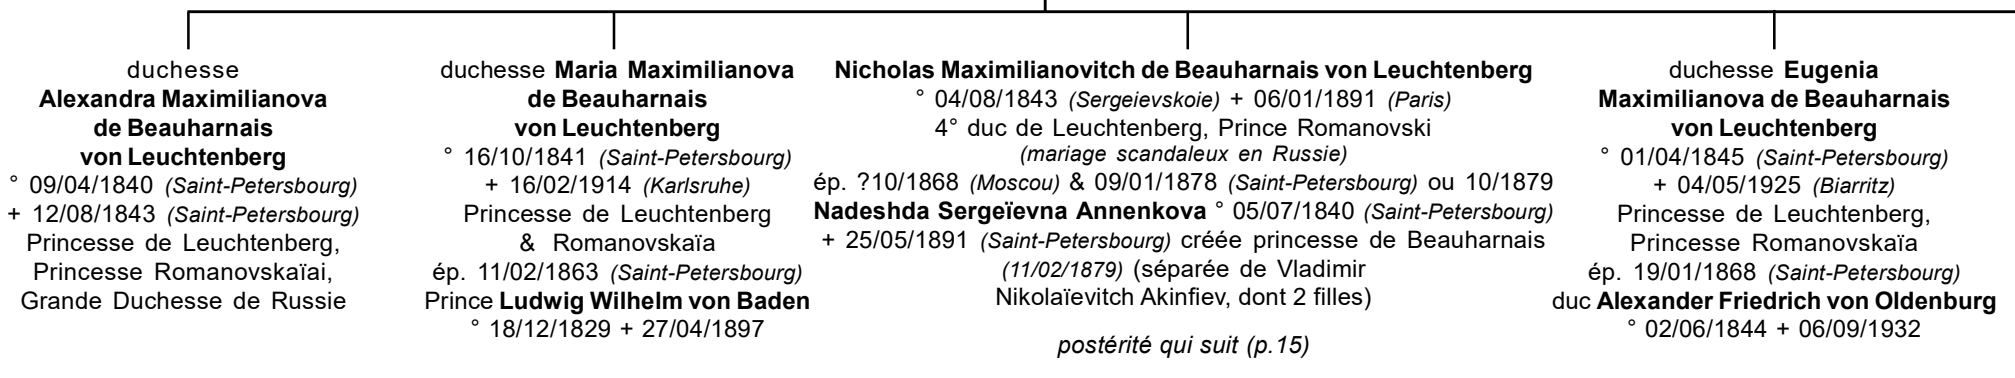 duchesse
Alexandra Maximilianova
de Beauharnais
von Leuchtenberg
° 09/04/1840 (Saint-Petersbourg)
+ 12/08/1843 (Saint-Petersbourg)
Princesse de Leuchtenberg,
Princesse Romanovskaïai,
Grande Duchesse de Russie
duchesse Maria Maximilianova
de Beauharnais
von Leuchtenberg
° 16/10/1841 (Saint-Petersbourg)
+ 16/02/1914 (Karlsruhe)
Princesse de Leuchtenberg
& Romanovskaïa
ép. 11/02/1863 (Saint-Petersbourg)
Prince Ludwig Wilhelm von Baden
° 18/12/1829 + 27/04/1897
Nicholas Maximilianovitch de Beauharnais von Leuchtenberg
° 04/08/1843 (Sergeievskoie) + 06/01/1891 (Paris)
4° duc de Leuchtenberg, Prince Romanovski
(mariage scandaleux en Russie)
ép. ?10/1868 (Moscou) & 09/01/1878 (Saint-Petersbourg) ou 10/1879
Nadeshda Sergeïevna Annenkova ° 05/07/1840 (Saint-Petersbourg)
+ 25/05/1891 (Saint-Petersbourg) créée princesse de Beauharnais
(11/02/1879) (séparée de Vladimir
Nikolaïevitch Akinfiev, dont 2 filles)
postérité qui suit (p.15)
duchesse Eugenia
Maximilianova de Beauharnais
von Leuchtenberg
° 01/04/1845 (Saint-Petersbourg)
+ 04/05/1925 (Biarritz)
Princesse de Leuchtenberg,
Princesse Romanovskaïa
ép. 19/01/1868 (Saint-Petersbourg)
duc Alexander Friedrich von Oldenburg
° 02/06/1844 + 06/09/1932